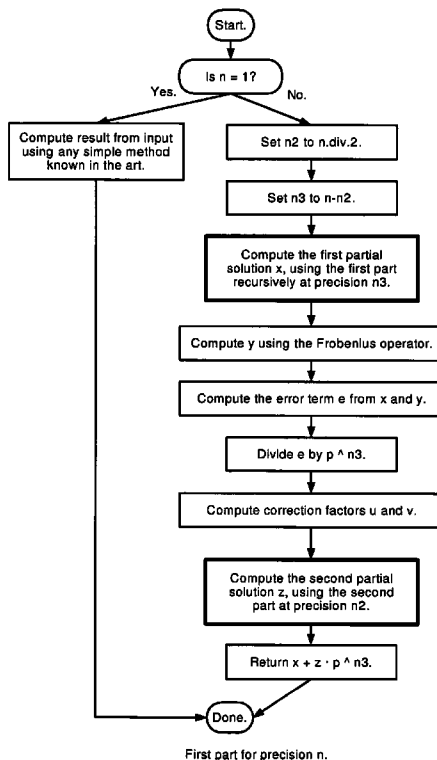 Start.
Is n = 1?
Yes.
No.
Compute result from input
using any simple method
known in the art.
Set n2 to n.div.2.
Set n3 to n-n2.
Compute the first partial
solution x, using the first part
recursively at precision n3.
Compute y using the Frobenius operator.
Compute the error term e from x and y.
Divide e by p ^ n3.
Compute correction factors u and v.
Compute the second partial
solution z, using the second
part at precision n2.
Return x + z · p ^ n3.
Done.
First part for precision n.